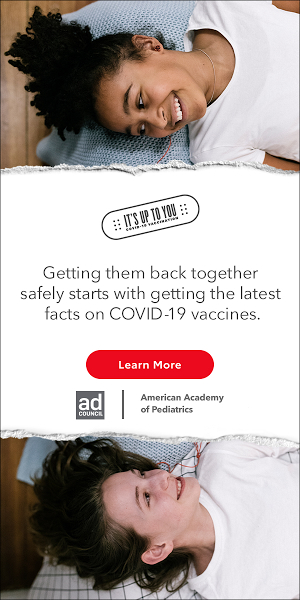 IT'S UP TO YOU
COVID-19 VACCINATION
Getting them back together
safely starts with getting the latest
facts on COVID-19 vaccines.
Learn More
ad
COUNCIL
American Academy
of Pediatrics